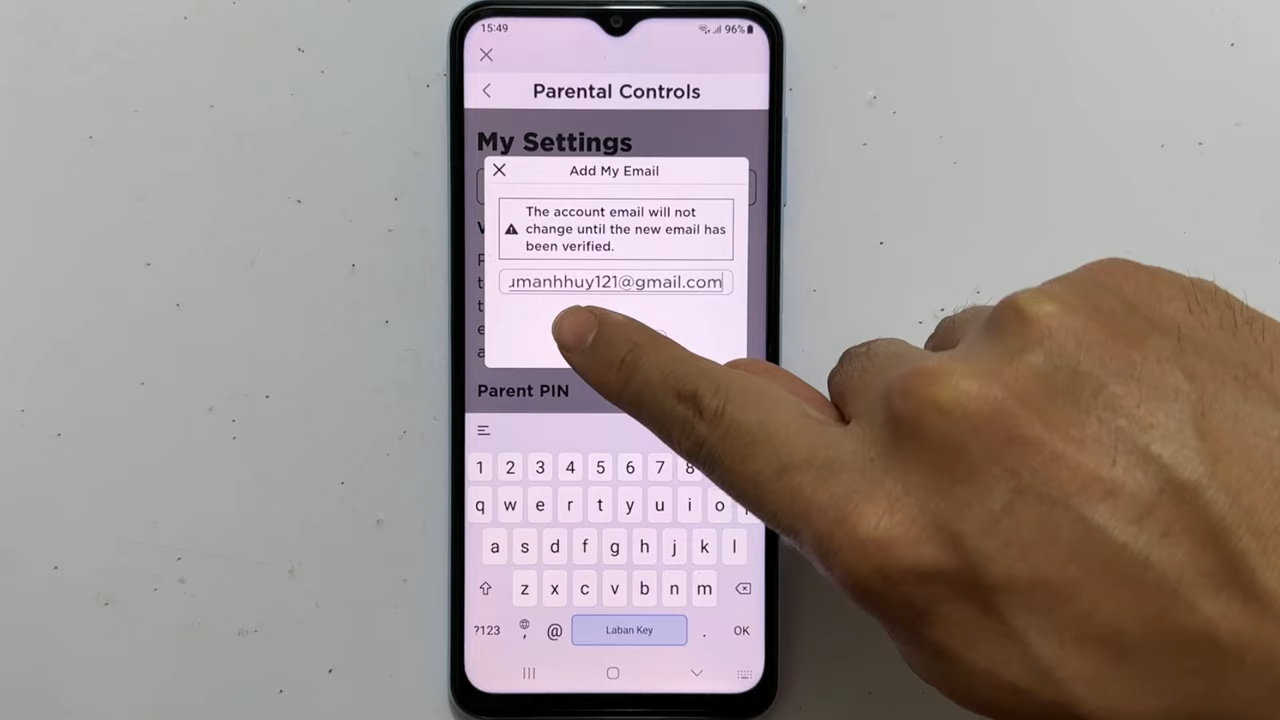 15:49
96%
Parental Controls
My Settings
Add My Email
The account email will not
change until the new email has
been verified.
manhhuy121@gmail.com
Parent PIN
1 2 3 4 5 6 7 8
q w e r t y u i o
a s d f g h j k l
z x c v b n m
?123 , @ Laban Key . OK